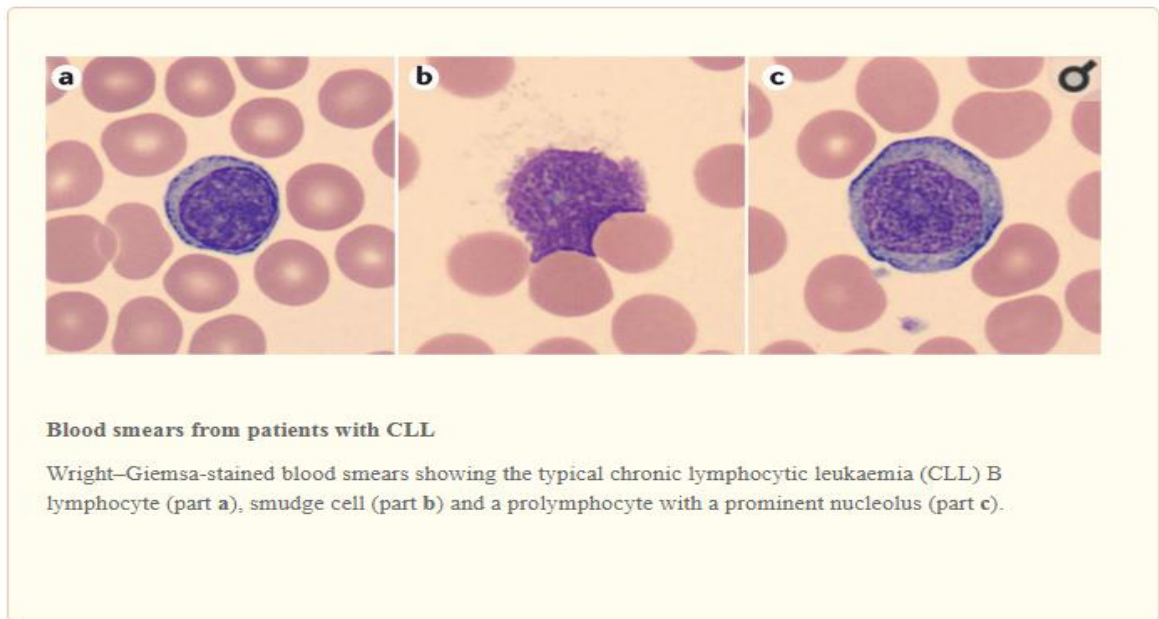 a b c
Blood smears from patients with CLL
Wright–Giemsa-stained blood smears showing the typical chronic lymphocytic leukaemia (CLL) B
lymphocyte (part a), smudge cell (part b) and a prolymphocyte with a prominent nucleolus (part c).